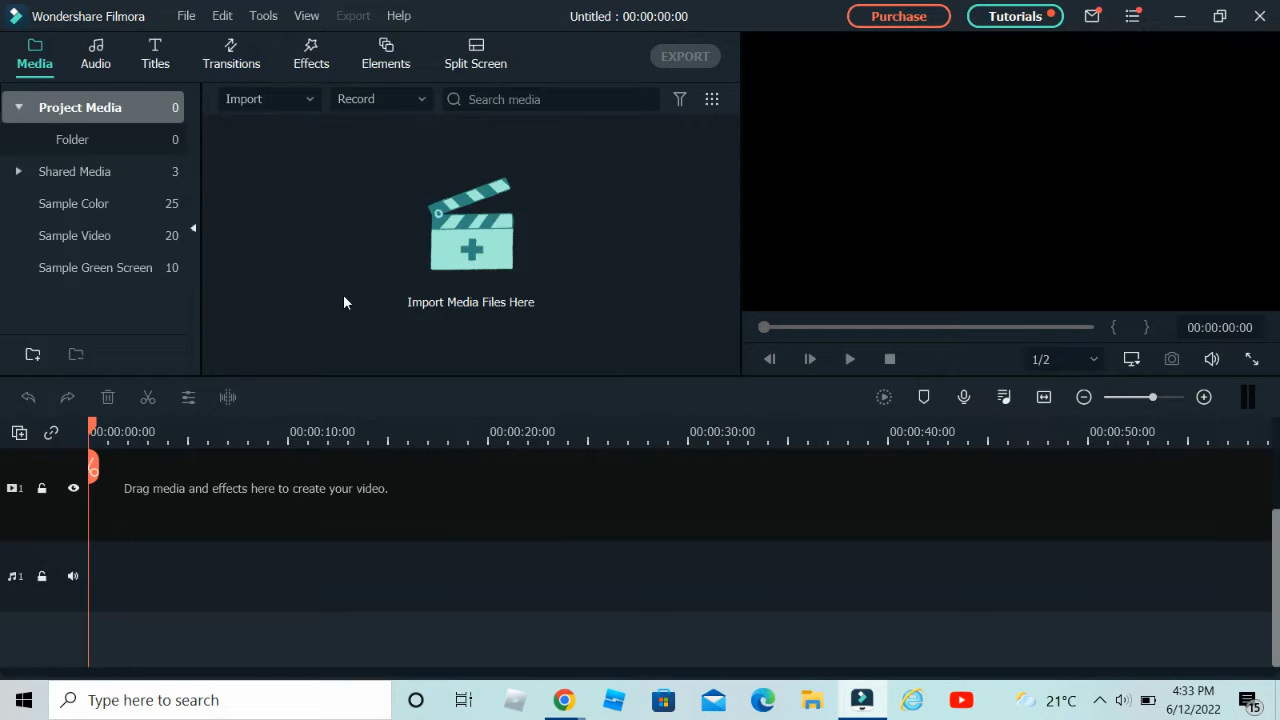 Wondershare Filmora File Edit Tools View Export Help Untitled : 00:00:00:00 Purchase Tutorials
Media Audio Titles Transitions Effects Elements Split Screen EXPORT
Project Media 0
Folder 0
Shared Media 3
Sample Color 25
Sample Video 20
Sample Green Screen 10
Import Record Search media
Import Media Files Here
00:00:00:00
1/2
00:00:00:00 00:00:10:00 00:00:20:00 00:00:30:00 00:00:40:00 00:00:50:00
1 Drag media and effects here to create your video.
1
Type here to search 21°C 4:33 PM
6/12/2022 15